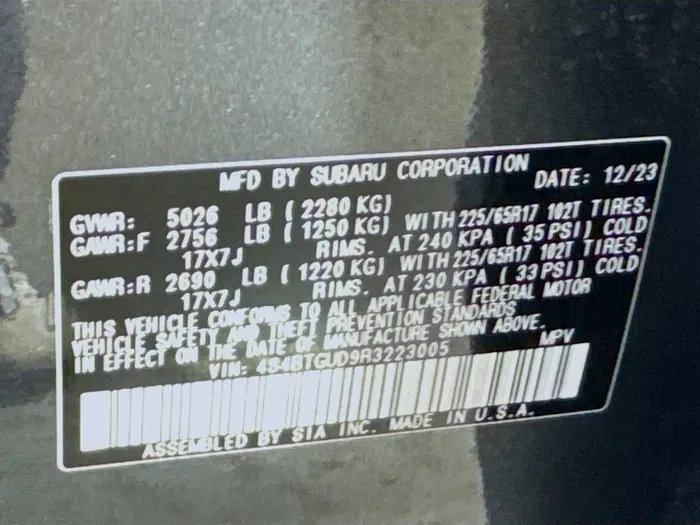 MFD BY SUBARU CORPORATION DATE: 12/23
GVWR: 5026 LB ( 2280 KG)
GAWR:F 2756 LB ( 1250 KG) WITH 225/65R17 102T TIRES.
17X7J RIMS. AT 240 KPA ( 35 PSI) COLD
GAWR:R 2690 LB ( 1220 KG) WITH 225/65R17 102T TIRES.
17X7J RIMS. AT 230 KPA ( 33 PSI) COLD
THIS VEHICLE CONFORMS TO ALL APPLICABLE FEDERAL MOTOR
VEHICLE SAFETY AND THEFT PREVENTION STANDARDS
IN EFFECT ON THE DATE OF MANUFACTURE SHOWN ABOVE.
VIN: 4S4BTGUD9R3223005 MPV
ASSEMBLED BY SIA INC. MADE IN U.S.A.